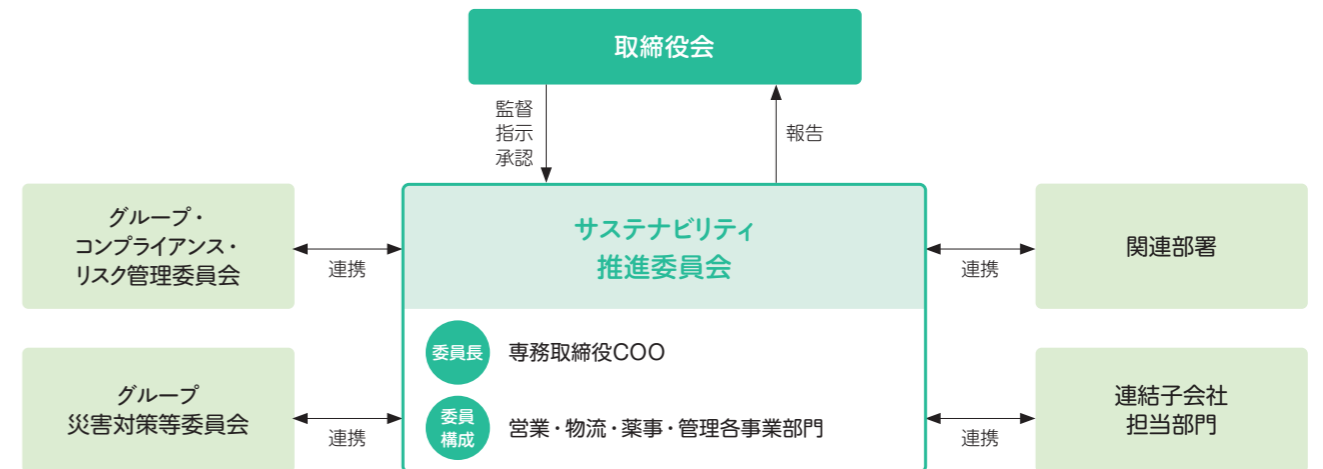 取締役会
監督
指示
承認
報告
グループ・
コンプライアンス・
リスク管理委員会
連携
サステナビリティ
推進委員会
連携
関連部署
委員長
専務取締役COO
グループ
災害対策等委員会
連携
委員
構成
営業・物流・薬事・管理各事業部門
連携
連結子会社
担当部門